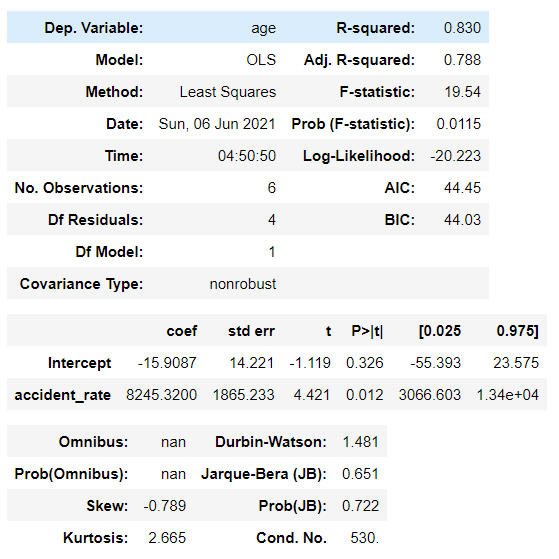 Dep. Variable: age R-squared: 0.830
Model: OLS Adj. R-squared: 0.788
Method: Least Squares F-statistic: 19.54
Date: Sun, 06 Jun 2021 Prob (F-statistic): 0.0115
Time: 04:50:50 Log-Likelihood: -20.223
No. Observations: 6 AIC: 44.45
Df Residuals: 4 BIC: 44.03
Df Model: 1
Covariance Type: nonrobust
coef std err t P>|t| [0.025 0.975]
Intercept -15.9087 14.221 -1.119 0.326 -55.393 23.575
accident_rate 8245.3200 1865.233 4.421 0.012 3066.603 1.34e+04
Omnibus: nan Durbin-Watson: 1.481
Prob(Omnibus): nan Jarque-Bera (JB): 0.651
Skew: -0.789 Prob(JB): 0.722
Kurtosis: 2.665 Cond. No. 530.